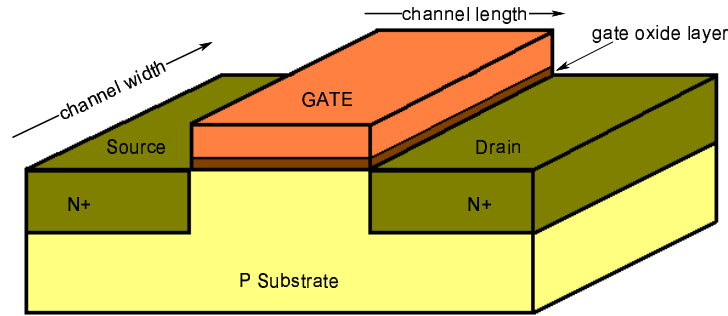 channel length
gate oxide layer
channel width
GATE
Source
Drain
N+
N+
P Substrate